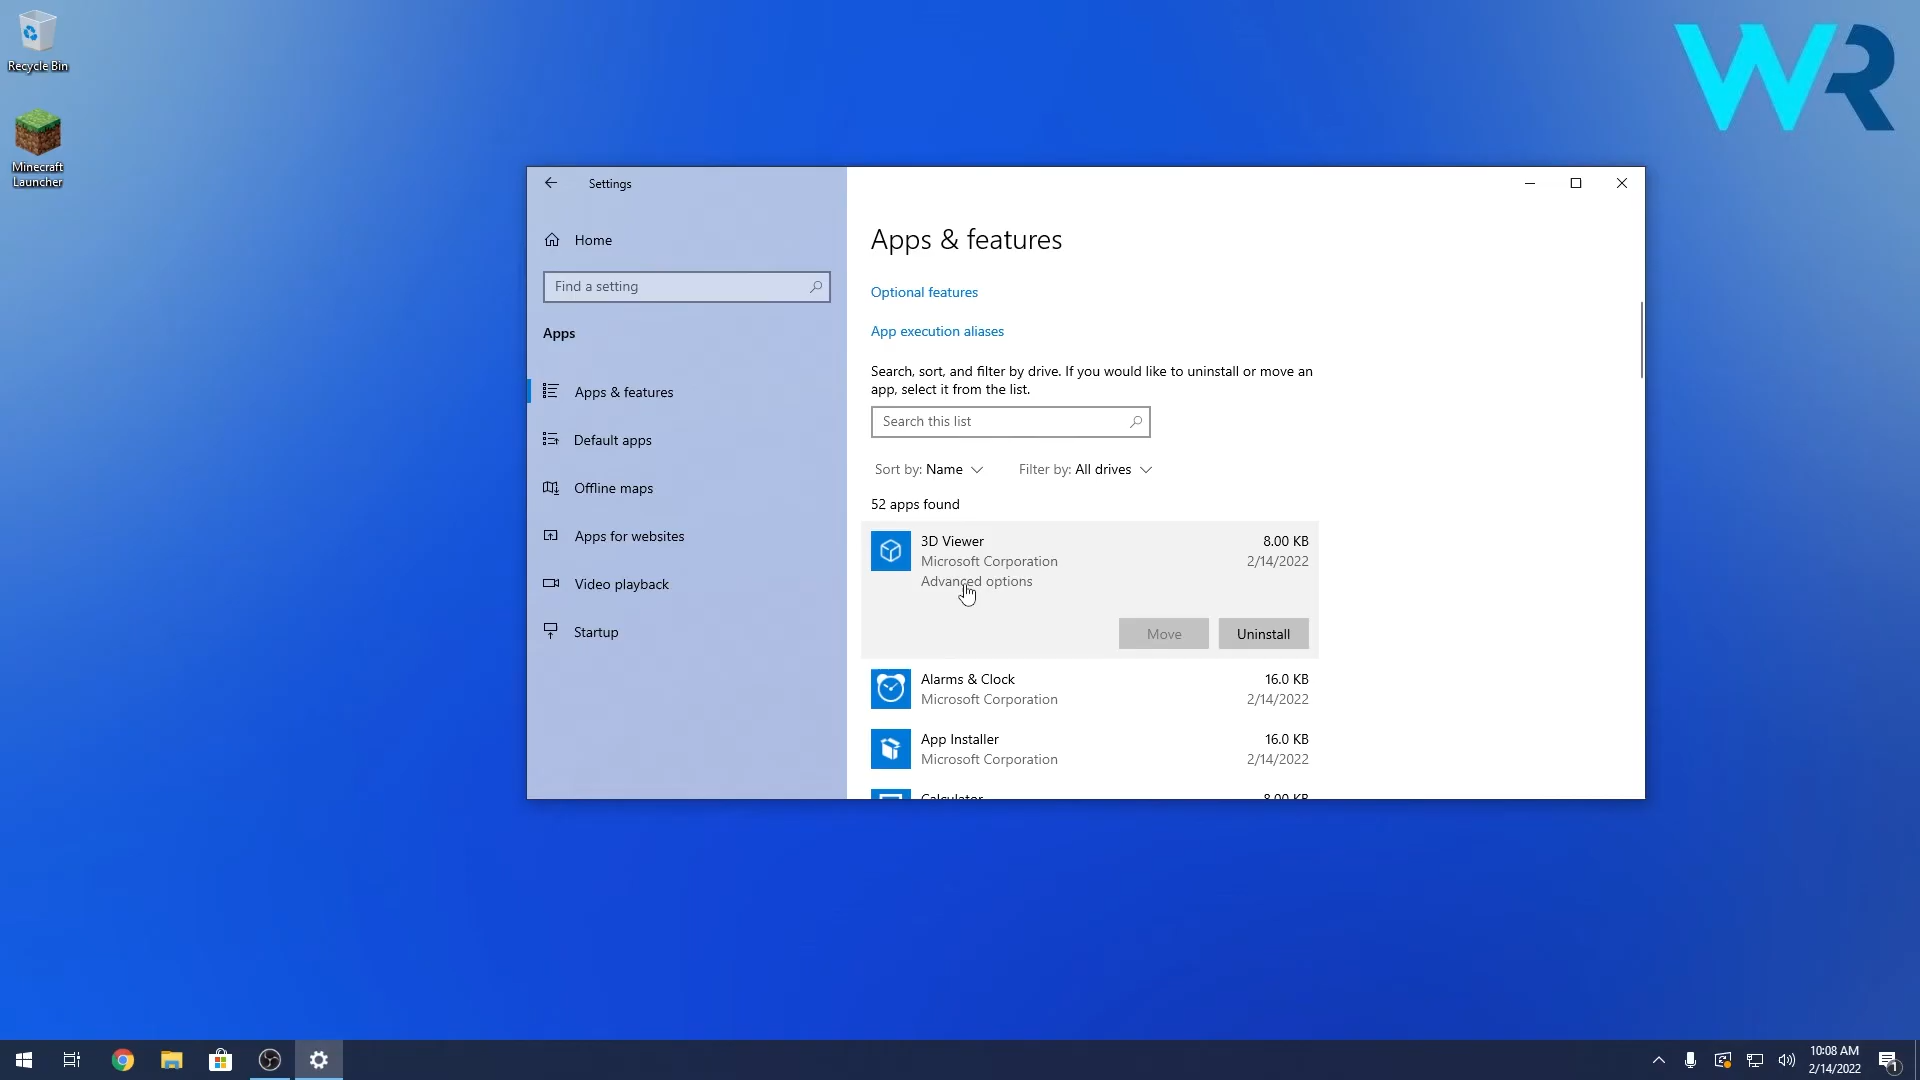 Recycle Bin
Minecraft
Launcher
WR
Settings
Home
Find a setting
Apps
Apps & features
Default apps
Offline maps
Apps for websites
Video playback
Startup
Apps & features
Optional features
App execution aliases
Search, sort, and filter by drive. If you would like to uninstall or move an
app, select it from the list.
Search this list
Sort by: Name Filter by: All drives
52 apps found
3D Viewer 8.00 KB
Microsoft Corporation 2/14/2022
Advanced options
Move Uninstall
Alarms & Clock 16.0 KB
Microsoft Corporation 2/14/2022
App Installer 16.0 KB
Microsoft Corporation 2/14/2022
Calculator 8.00 KB
10:08 AM
2/14/2022
1